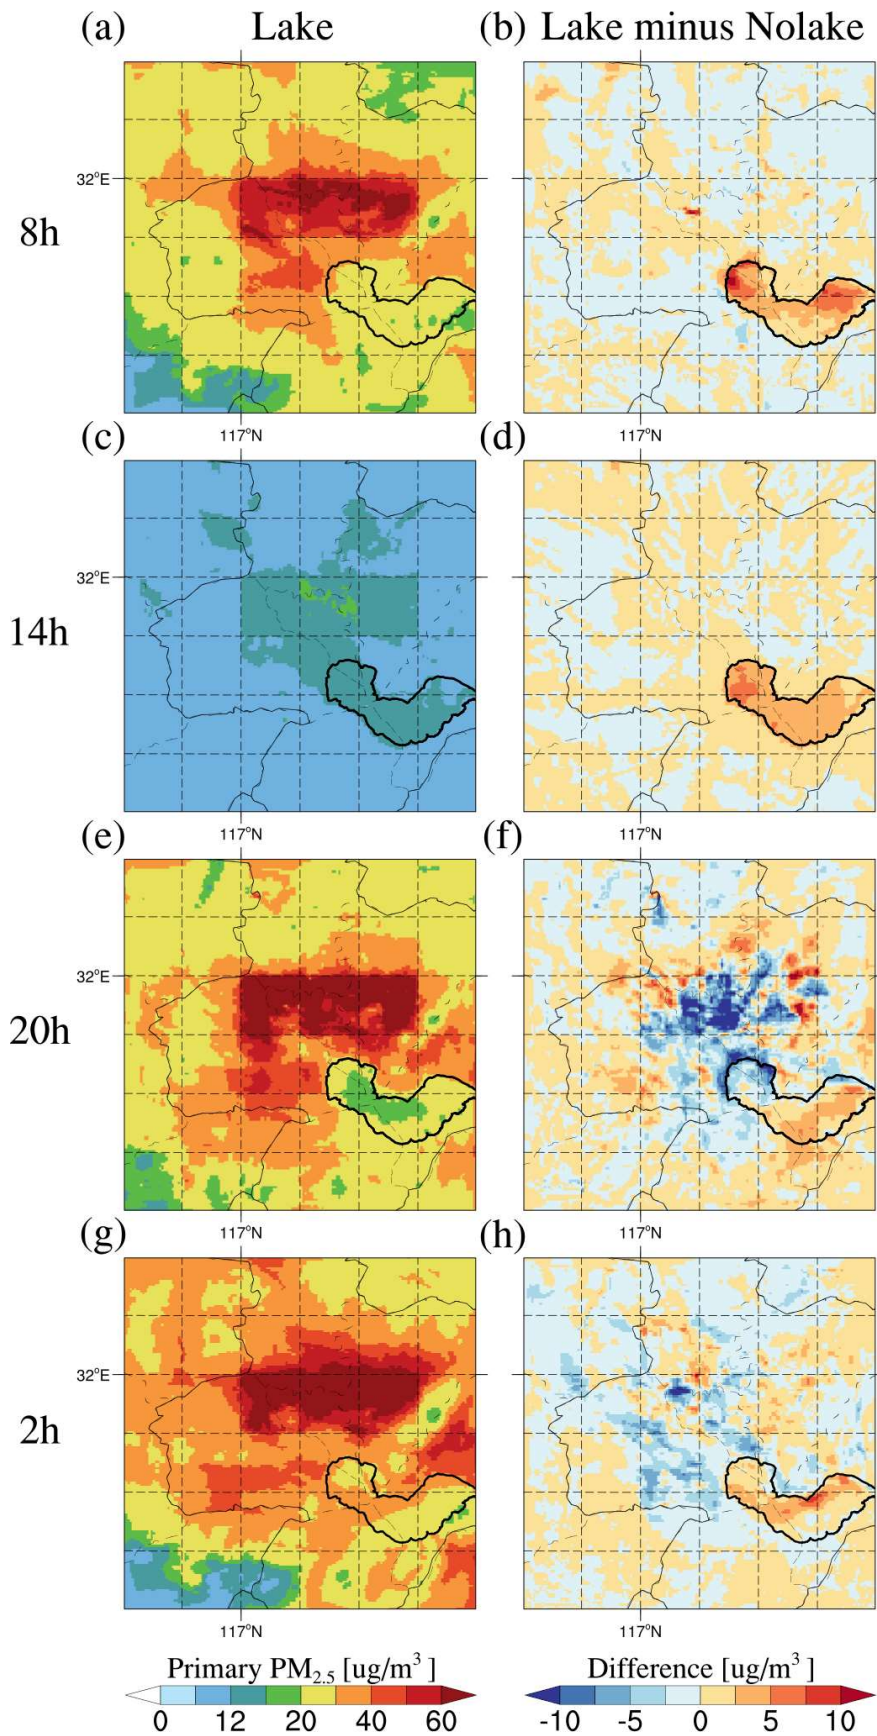 (a) Lake (b) Lake minus Nolake
32°E
8h
117°N 117°N
(c) (d)
32°E
14h
117°N 117°N
(e) (f)
32°E
20h
117°N 117°N
(g) (h)
32°E
2h
117°N 117°N
Primary PM2.5 [ug/m³] Difference [ug/m³]
0 12 20 40 60 -10 -5 0 5 10